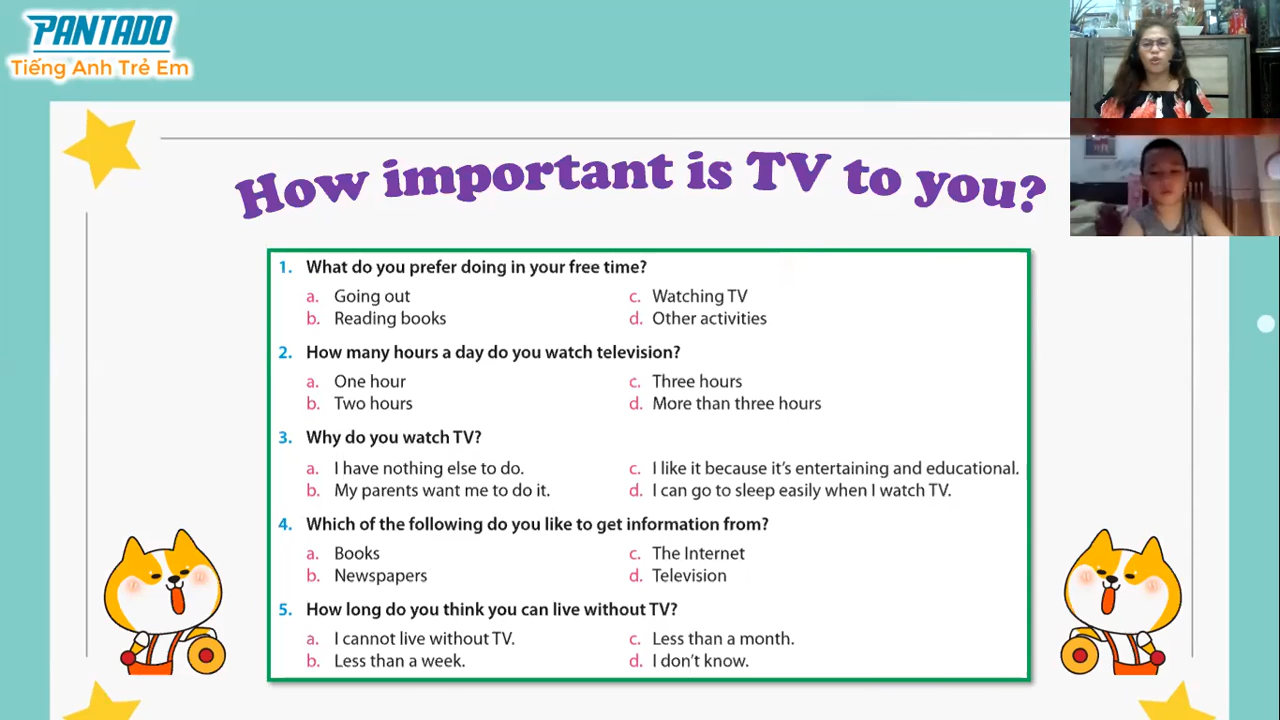 PANTADO
Tiếng Anh Trẻ Em
How important is TV to you?
1. What do you prefer doing in your free time?
a. Going out c. Watching TV
b. Reading books d. Other activities
2. How many hours a day do you watch television?
a. One hour c. Three hours
b. Two hours d. More than three hours
3. Why do you watch TV?
a. I have nothing else to do. c. I like it because it's entertaining and educational.
b. My parents want me to do it. d. I can go to sleep easily when I watch TV.
4. Which of the following do you like to get information from?
a. Books c. The Internet
b. Newspapers d. Television
5. How long do you think you can live without TV?
a. I cannot live without TV. c. Less than a month.
b. Less than a week. d. I don't know.